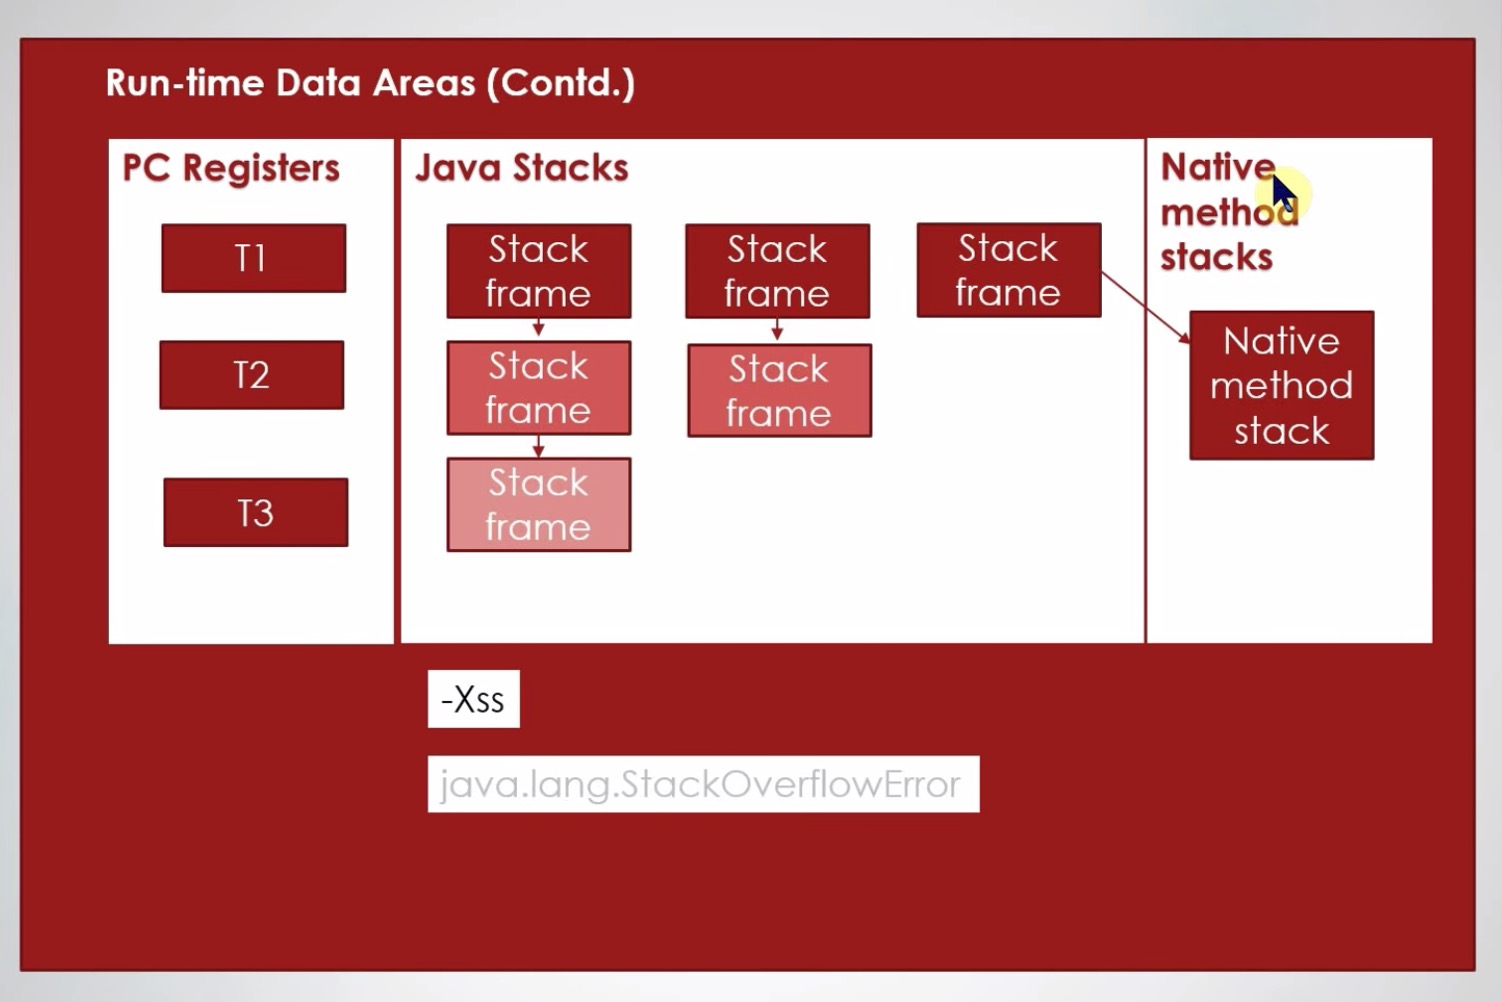 Run-time Data Areas (Contd.)
PC Registers
T1
T2
T3
Java Stacks
Stack
frame
Stack
frame
Stack
frame
Stack
frame
Stack
frame
Stack
frame
Native
method
stacks
Native
method
stack
-Xss
java.lang.StackOverflowError